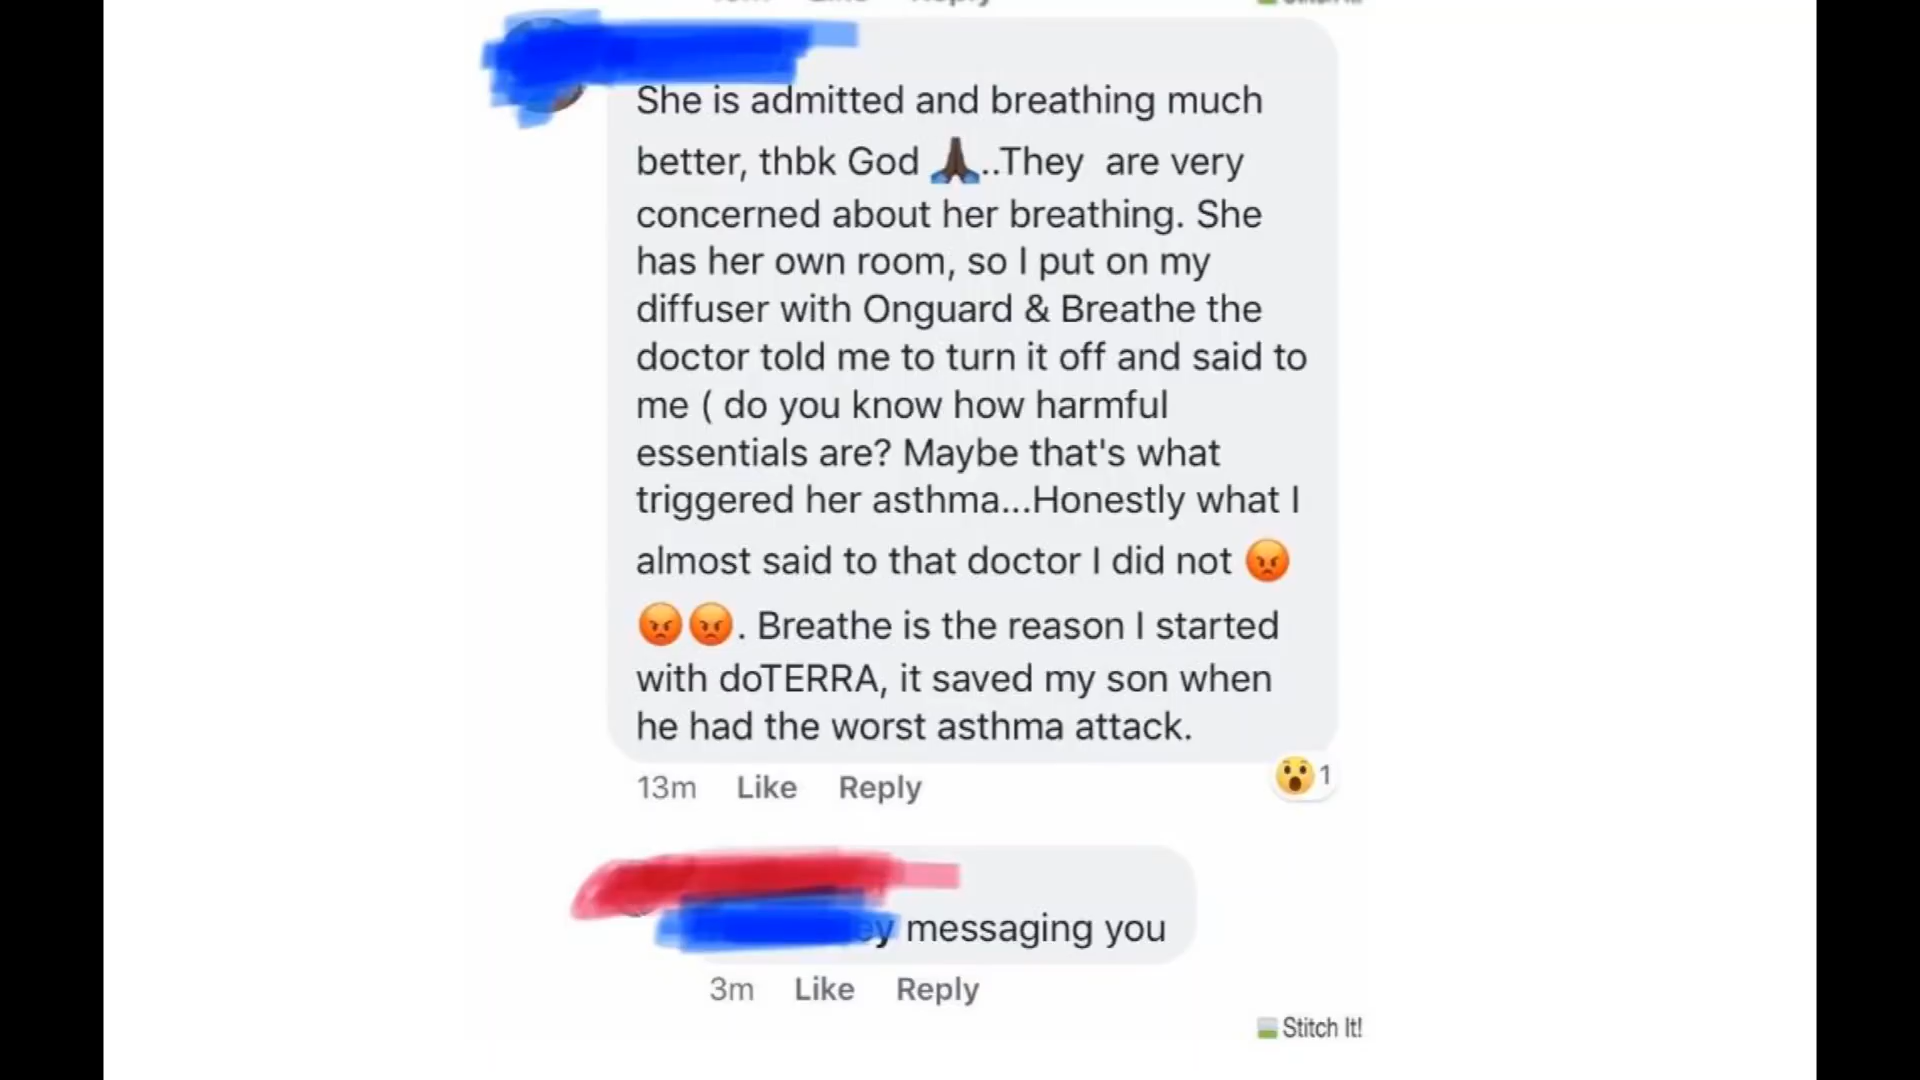 She is admitted and breathing much
better, thbk God 🙏🏿..They are very
concerned about her breathing. She
has her own room, so I put on my
diffuser with Onguard & Breathe the
doctor told me to turn it off and said to
me ( do you know how harmful
essentials are? Maybe that's what
triggered her asthma...Honestly what I
almost said to that doctor I did not 😡
😡😡. Breathe is the reason I started
with doTERRA, it saved my son when
he had the worst asthma attack.
13m Like Reply 😮 1
messaging you
3m Like Reply
Stitch It!